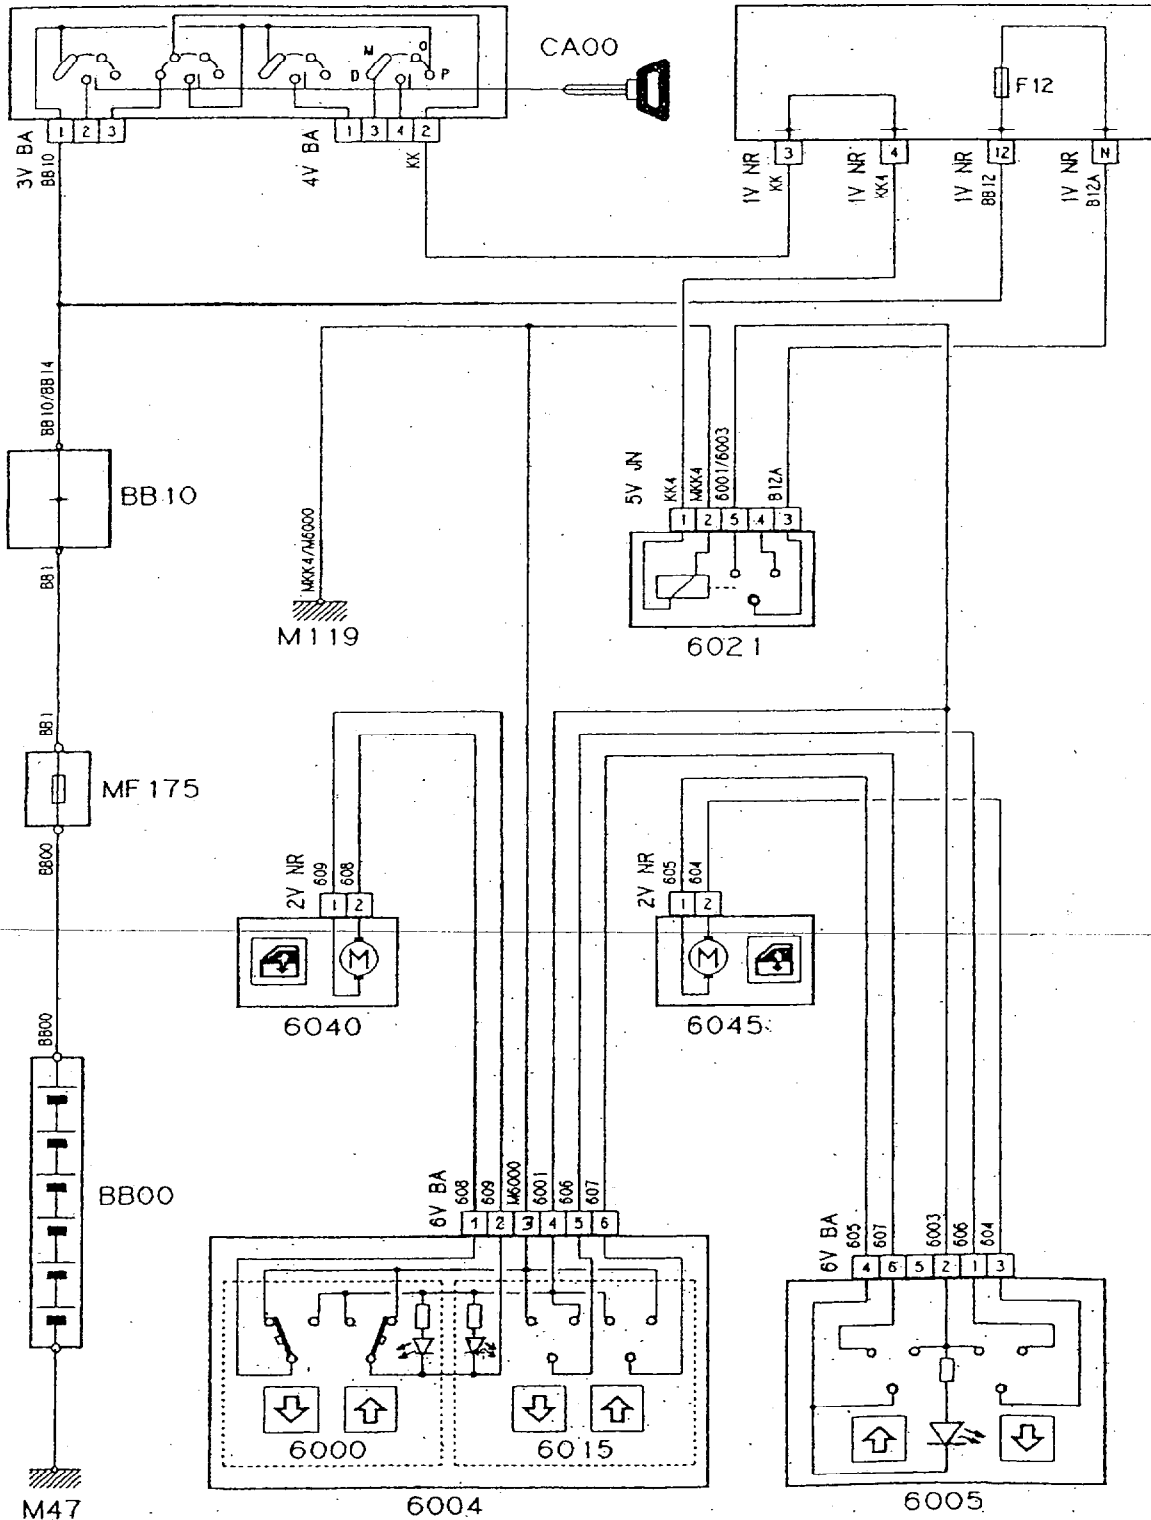 CA00
M
O
D
P
F12
1 2 3
1 3 4 2
3 4 12 N
3V BA
BB10
4V BA
KK
1V NR
KK
1V NR
KK4
1V NR
BB12
1V NR
B12A
BB10/BB14
BB10
BB1
MKK4/M6000
M119
5V JN
KK4
MKK4
6001/6003
B12A
1 2 5 4 3
6021
BB1
MF175
BB00
2V NR
609
608
1 2
M
6040
2V NR
605
604
1 2
M
6045
BB00
BB00
6V BA
608
609
M6000
6001
606
607
1 2 3 4 5 6
6V BA
605
607
6003
606
604
4 6 5 2 1 3
6000
6015
6004
6005
M47